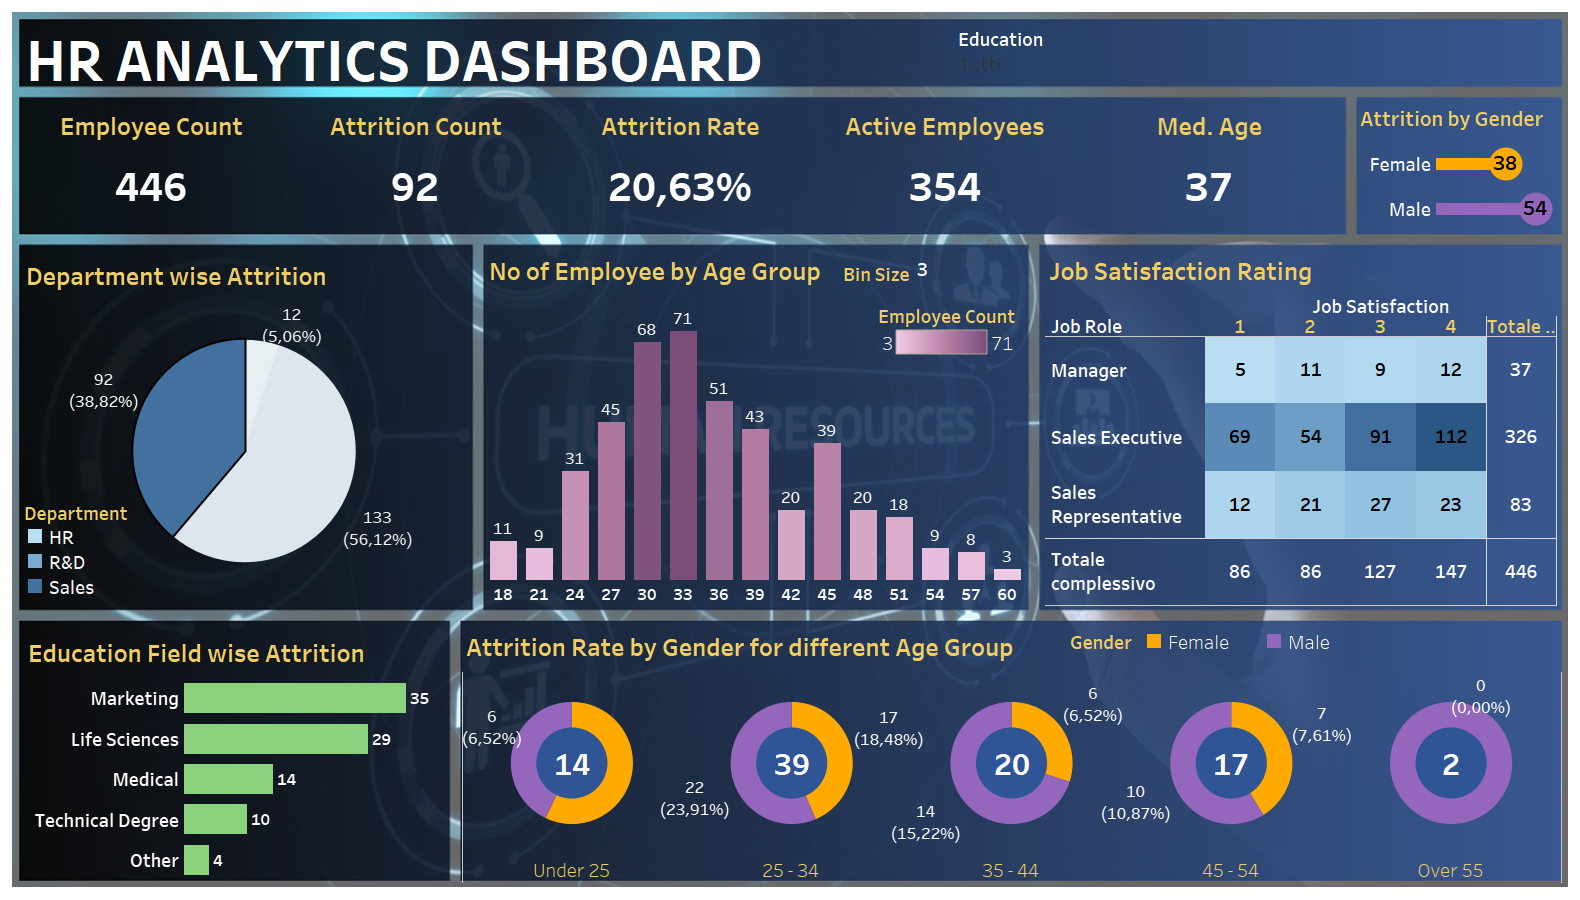 HR ANALYTICS DASHBOARD
Education
Tutti
Employee Count
Attrition Count
Attrition Rate
Active Employees
Med. Age
446
92
20,63%
354
37
Attrition by Gender
Female 38
Male 54
Department wise Attrition
12
(5,06%)
92
(38,82%)
133
(56,12%)
Department
HR
R&D
Sales
No of Employee by Age Group
Bin Size 3
Employee Count
3 71
11 9 31 45 68 71 51 43 20 39 20 18 9 8 3
18 21 24 27 30 33 36 39 42 45 48 51 54 57 60
HUMAN RESOURCES
Job Satisfaction Rating
Job Satisfaction
Job Role 1 2 3 4 Totale ..
Manager 5 11 9 12 37
Sales Executive 69 54 91 112 326
Sales
Representative 12 21 27 23 83
Totale
complessivo 86 86 127 147 446
Education Field wise Attrition
Marketing 35
Life Sciences 29
Medical 14
Technical Degree 10
Other 4
Attrition Rate by Gender for different Age Group
Gender Female Male
6
(6,52%)
14
Under 25
17
(18,48%)
39
22
(23,91%)
25 - 34
6
(6,52%)
20
14
(15,22%)
35 - 44
7
(7,61%)
17
10
(10,87%)
45 - 54
0
(0,00%)
2
Over 55